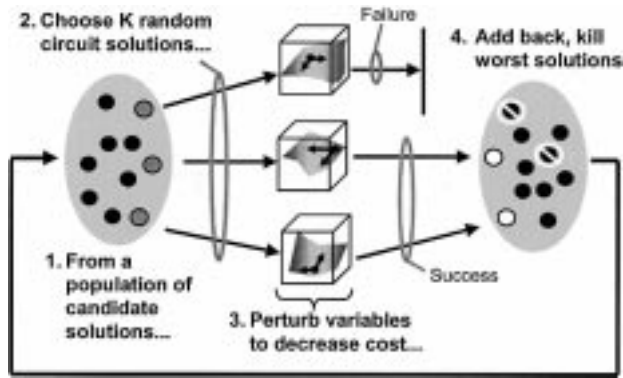 2. Choose K random
circuit solutions...
Failure
4. Add back, kill
worst solutions
1. From a
population of
candidate
solutions...
3. Perturb variables
to decrease cost...
Success